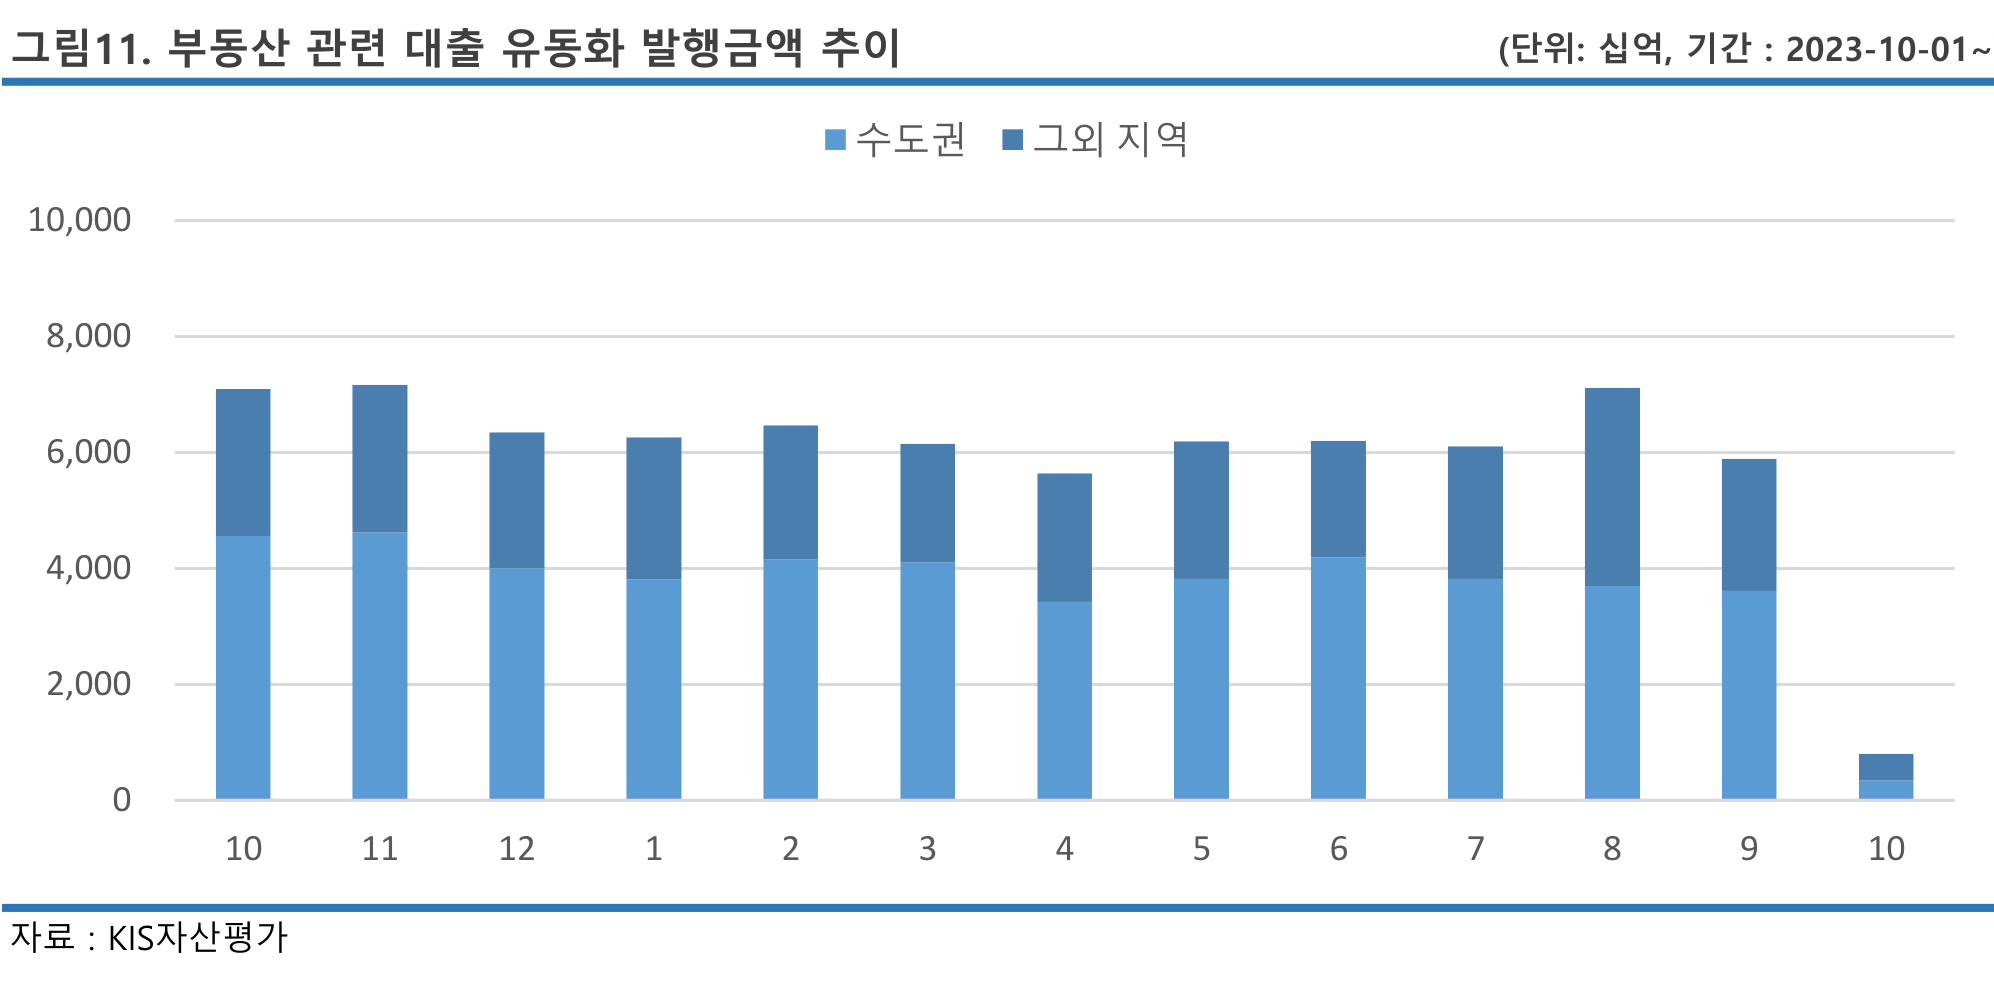 그림11. 부동산 관련 대출 유동화 발행금액 추이 (단위: 십억, 기간 : 2023-10-01~
수도권 그외 지역
10,000
8,000
6,000
4,000
2,000
0
10 11 12 1 2 3 4 5 6 7 8 9 10
자료 : KIS자산평가